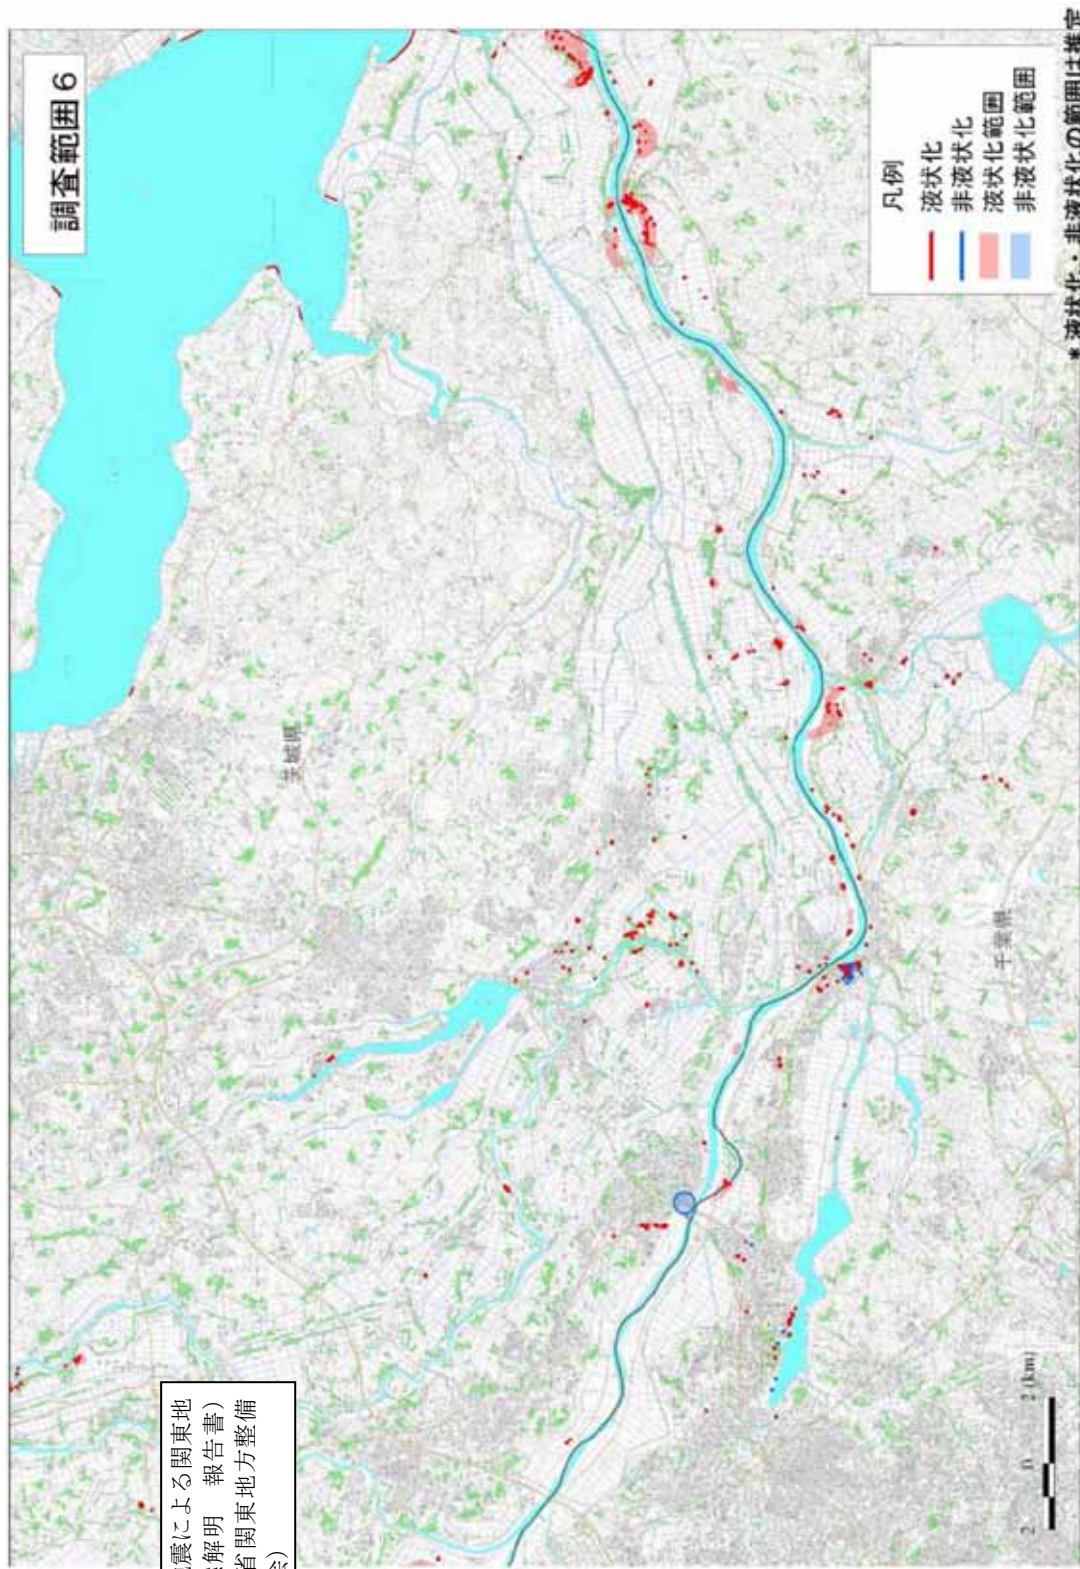 調査範囲 6
茨城県
千葉県
凡例
液状化
非液状化
液状化範囲
非液状化範囲
* 液状化・非液状化の範囲は推定
2 0 2 (km)
震による関東地
解明 報告書)
省関東地方整備